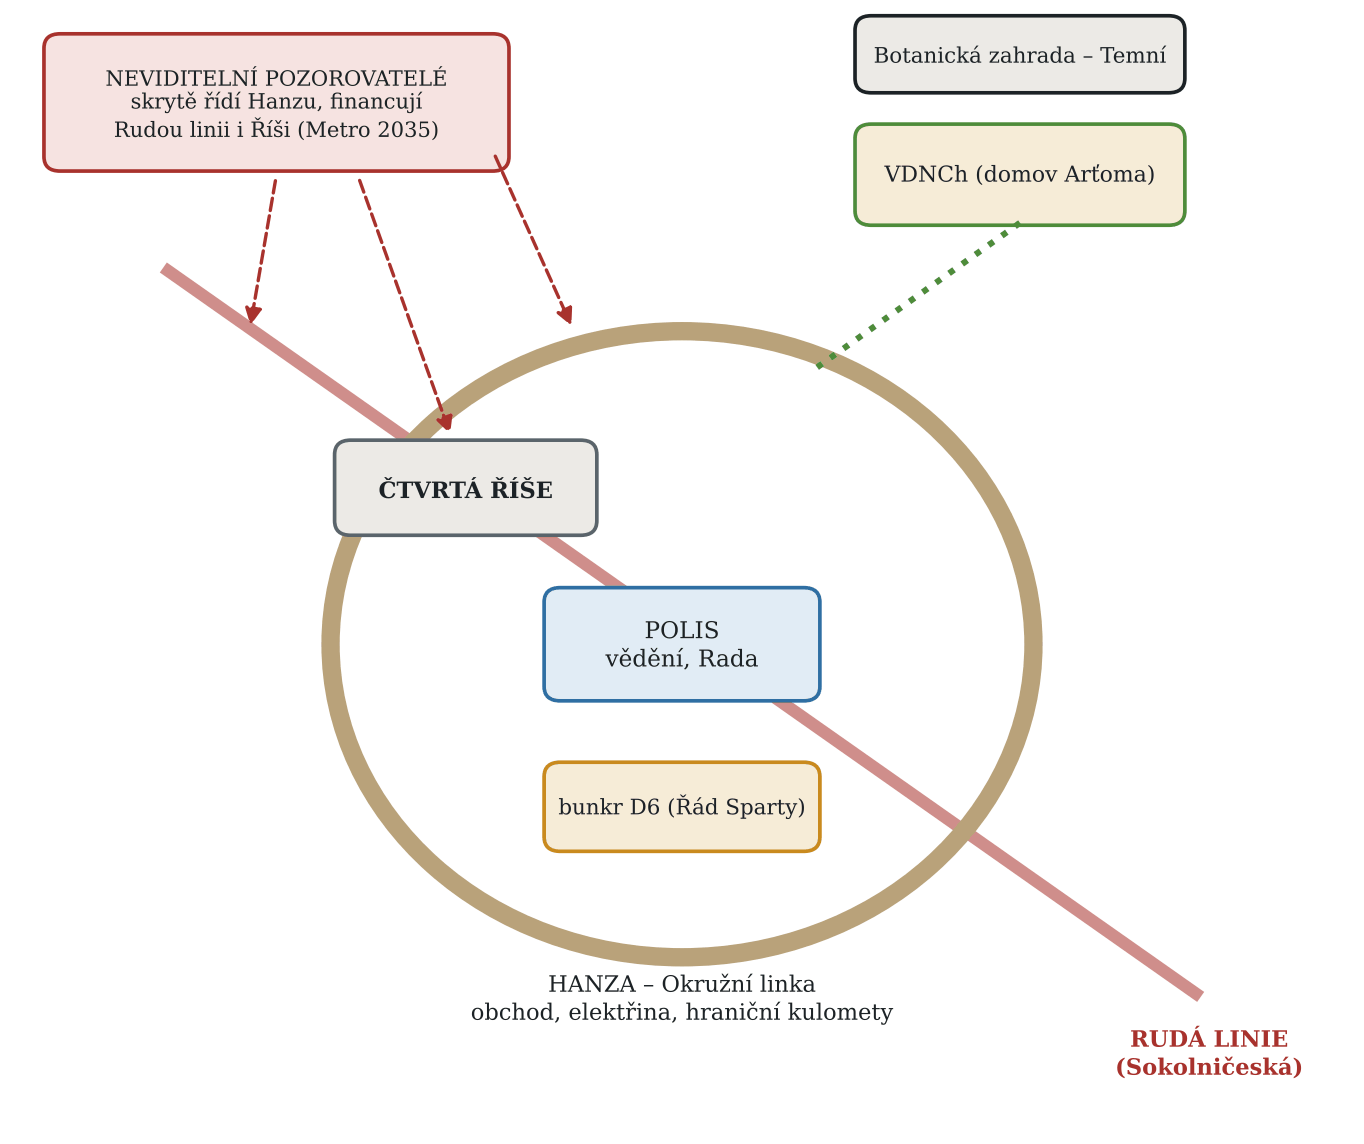 NEVIDITELNÍ POZOROVATELÉ
skrytě řídí Hanzu, financují
Rudou linii i Říši (Metro 2035)
Botanická zahrada – Temní
VDNCh (domov Arťoma)
ČTVRTÁ ŘÍŠE
POLIS
vědění, Rada
bunkr D6 (Řád Sparty)
HANZA – Okružní linka
obchod, elektřina, hraniční kulomety
RUDÁ LINIE
(Sokolničeská)